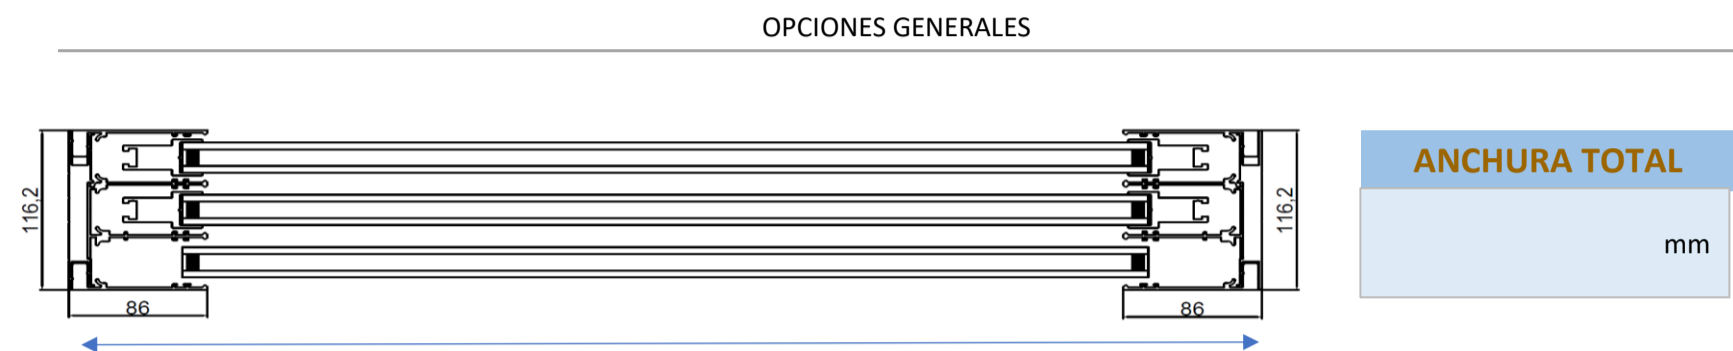 OPCIONES GENERALES
116,2
116,2
ANCHURA TOTAL
mm
86
86